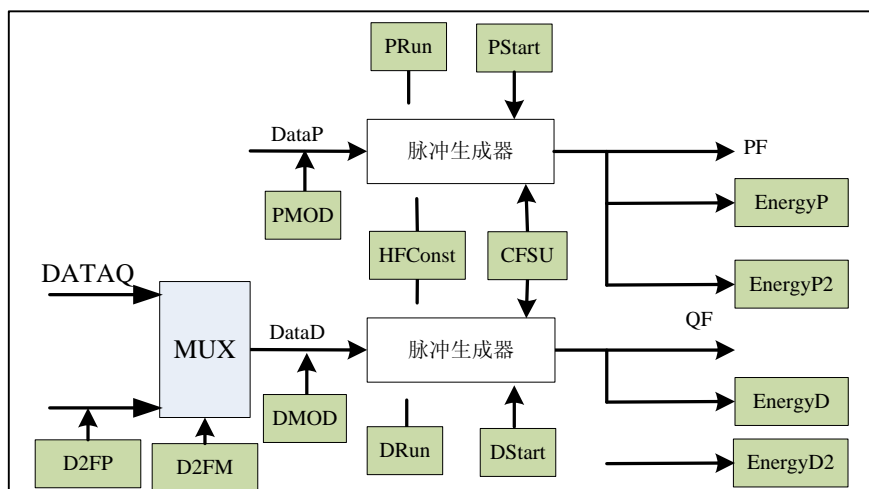 PRun
PStart
DataP
脉冲生成器
PF
PMOD
EnergyP
HFConst
CFSU
EnergyP2
DATAQ
MUX
DataD
脉冲生成器
QF
DMOD
EnergyD
D2FP
D2FM
DRun
DStart
EnergyD2